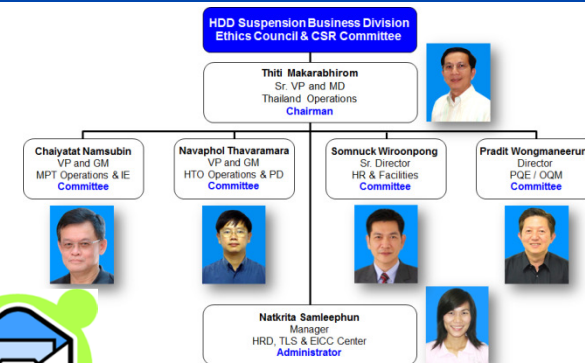 HDD Suspension Business Division
Ethics Council & CSR Committee
Thiti Makarabhirom
Sr. VP and MD
Thailand Operations
Chairman
Chaiyatat Namsubin
VP and GM
MPT Operations & IE
Committee
Navaphol Thavaramara
VP and GM
HTO Operations & PD
Committee
Somnuck Wiroonpong
Sr. Director
HR & Facilities
Committee
Pradit Wongmaneerung
Director
PQE / OQM
Committee
Natkrita Samleephun
Manager
HRD, TLS & EICC Center
Administrator